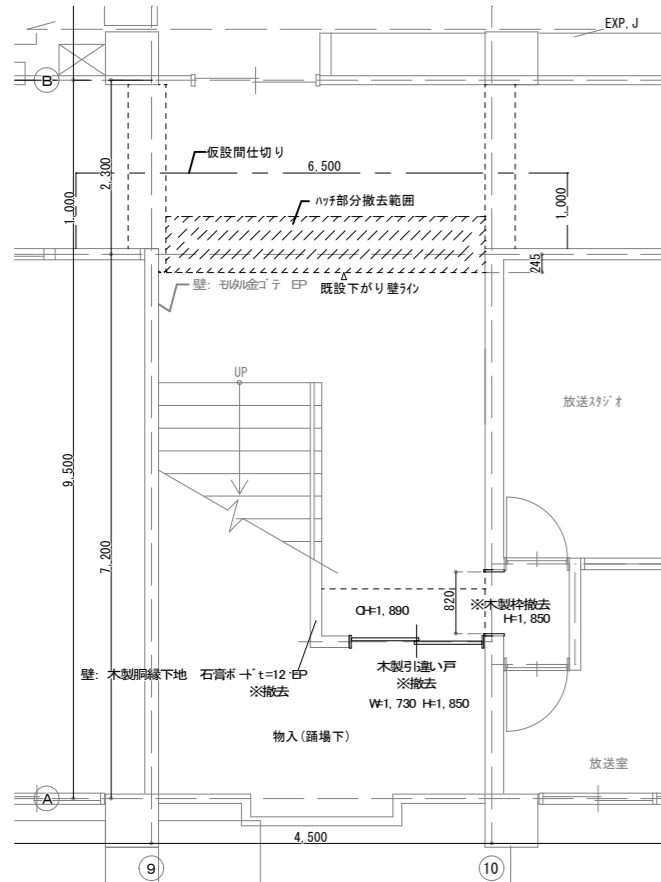 EXP.J
B
仮設間仕切り
6,500
2,300
1,000
1,000
ハッチ部分撤去範囲
245
壁: モルタル金ゴテ EP
既設下がり壁ライン
UP
放送スタジオ
9,500
7,200
820
CH=1,890
※木製枠撤去
H=1,850
壁: 木製胴縁下地 石膏ボードt=12 EP
※撤去
木製引違い戸
※撤去
W=1,730 H=1,850
物入(踊場下)
放送室
A
4,500
9
10